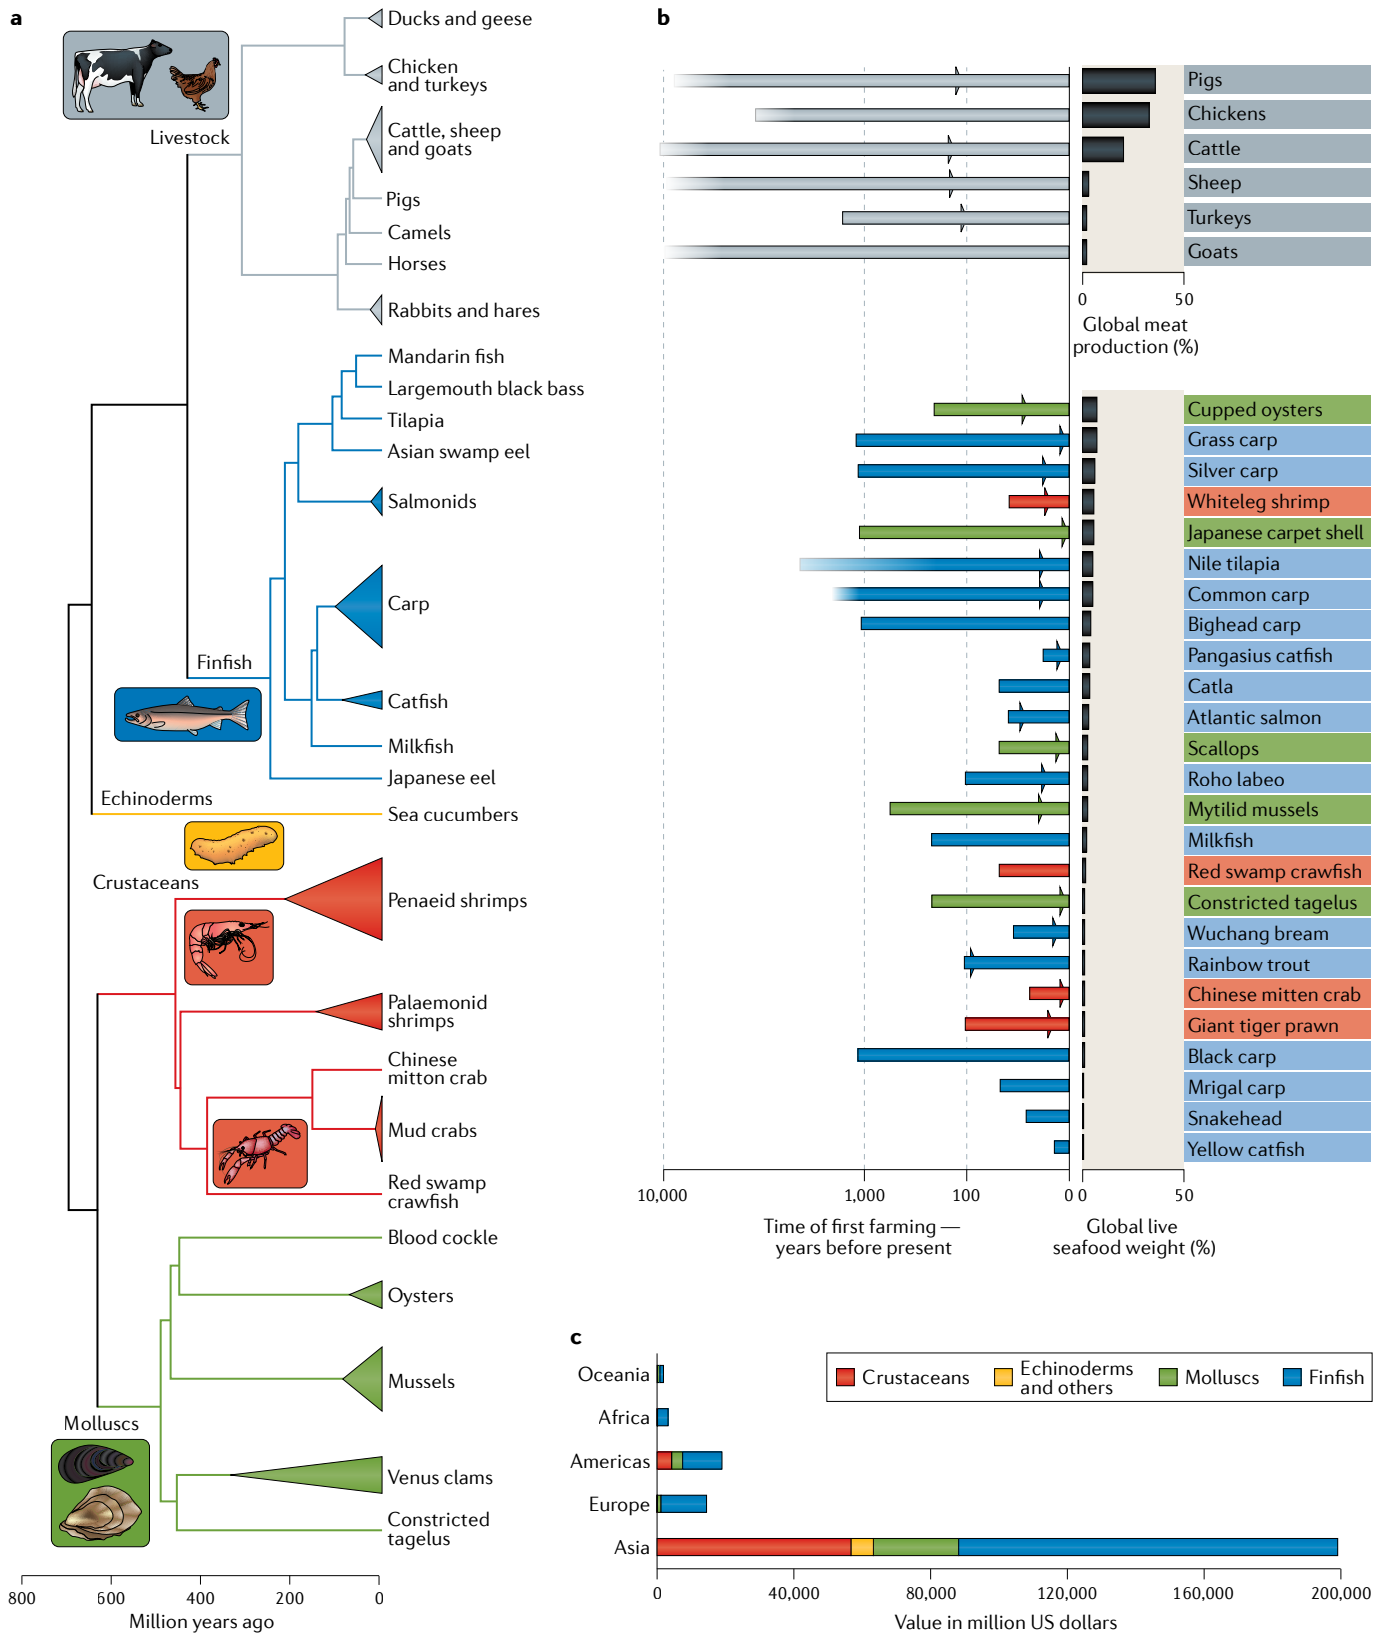 a
Ducks and geese
Chicken
and turkeys
Livestock
Cattle, sheep
and goats
Pigs
Camels
Horses
Rabbits and hares
Mandarin fish
Largemouth black bass
Tilapia
Asian swamp eel
Salmonids
Carp
Finfish
Catfish
Milkfish
Japanese eel
Echinoderms
Sea cucumbers
Crustaceans
Penaeid shrimps
Palaemonid
shrimps
Chinese
mitton crab
Mud crabs
Red swamp
crawfish
Blood cockle
Oysters
Mussels
Molluscs
Venus clams
Constricted
tagelus
800 600 400 200 0
Million years ago
b
Pigs
Chickens
Cattle
Sheep
Turkeys
Goats
0 50
Global meat
production (%)
Cupped oysters
Grass carp
Silver carp
Whiteleg shrimp
Japanese carpet shell
Nile tilapia
Common carp
Bighead carp
Pangasius catfish
Catla
Atlantic salmon
Scallops
Roho labeo
Mytilid mussels
Milkfish
Red swamp crawfish
Constricted tagelus
Wuchang bream
Rainbow trout
Chinese mitten crab
Giant tiger prawn
Black carp
Mrigal carp
Snakehead
Yellow catfish
10,000 1,000 100 0 0 50
Time of first farming —
years before present
Global live
seafood weight (%)
c
Crustaceans
Echinoderms
and others
Molluscs
Finfish
Oceania
Africa
Americas
Europe
Asia
0 40,000 80,000 120,000 160,000 200,000
Value in million US dollars